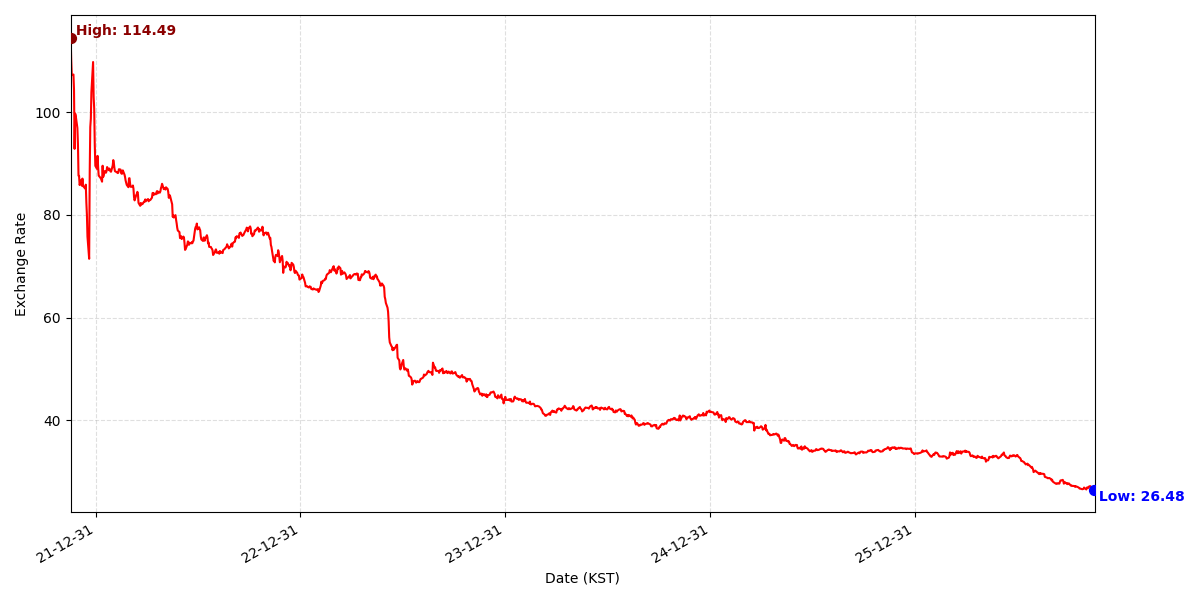 High: 114.49
100
80
60
40
Exchange Rate
Low: 26.48
21-12-31
22-12-31
23-12-31
24-12-31
25-12-31
Date (KST)